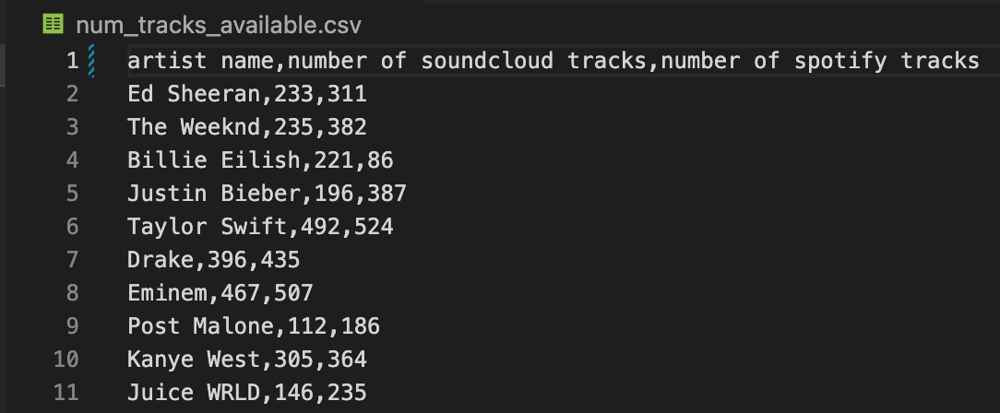 num_tracks_available.csv
1 artist name,number of soundcloud tracks,number of spotify tracks
2 Ed Sheeran,233,311
3 The Weeknd,235,382
4 Billie Eilish,221,86
5 Justin Bieber,196,387
6 Taylor Swift,492,524
7 Drake,396,435
8 Eminem,467,507
9 Post Malone,112,186
10 Kanye West,305,364
11 Juice WRLD,146,235